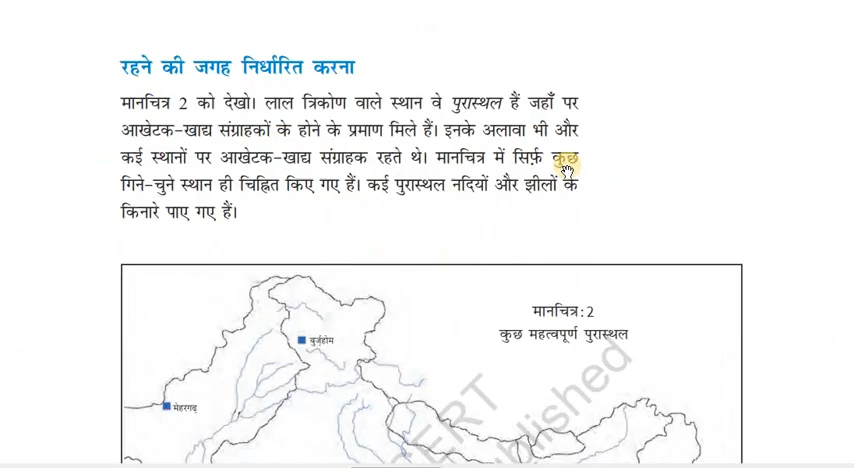 रहने की जगह निर्धारित करना
मानचित्र 2 को देखो। लाल त्रिकोण वाले स्थान वे पुरास्थल हैं जहाँ पर
आखेटक-खाद्य संग्राहकों के होने के प्रमाण मिले हैं। इनके अलावा भी और
कई स्थानों पर आखेटक-खाद्य संग्राहक रहते थे। मानचित्र में सिर्फ़ कुछ
गिने-चुने स्थान ही चिह्नित किए गए हैं। कई पुरास्थल नदियों और झीलों के
किनारे पाए गए हैं।
मानचित्र:2
कुछ महत्वपूर्ण पुरास्थल
बुर्ज़होम
मेहरगढ़